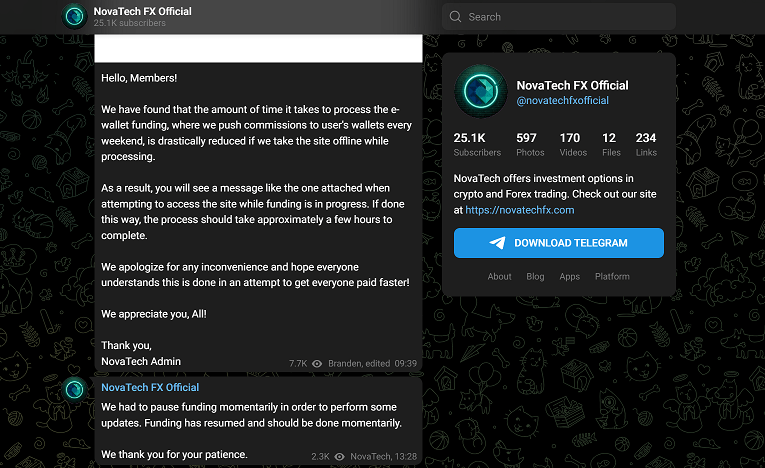 NovaTech FX Official
25.1K subscribers
Hello, Members!
We have found that the amount of time it takes to process the e-
wallet funding, where we push commissions to user's wallets every
weekend, is drastically reduced if we take the site offline while
processing.
As a result, you will see a message like the one attached when
attempting to access the site while funding is in progress. If done
this way, the process should take approximately a few hours to
complete.
We apologize for any inconvenience and hope everyone
understands this is done in an attempt to get everyone paid faster!
We appreciate you, All!
Thank you,
NovaTech Admin
7.7K Branden, edited 09:39
NovaTech FX Official
We had to pause funding momentarily in order to perform some
updates. Funding has resumed and should be done momentarily.
We thank you for your patience.
2.3K NovaTech, 13:28
Search
NovaTech FX Official
@novatechfxofficial
25.1K 597 170 12 234
Subscribers Photos Videos Files Links
NovaTech offers investment options in
crypto and Forex trading. Check out our site
at https://novatechfx.com
DOWNLOAD TELEGRAM
About Blog Apps Platform